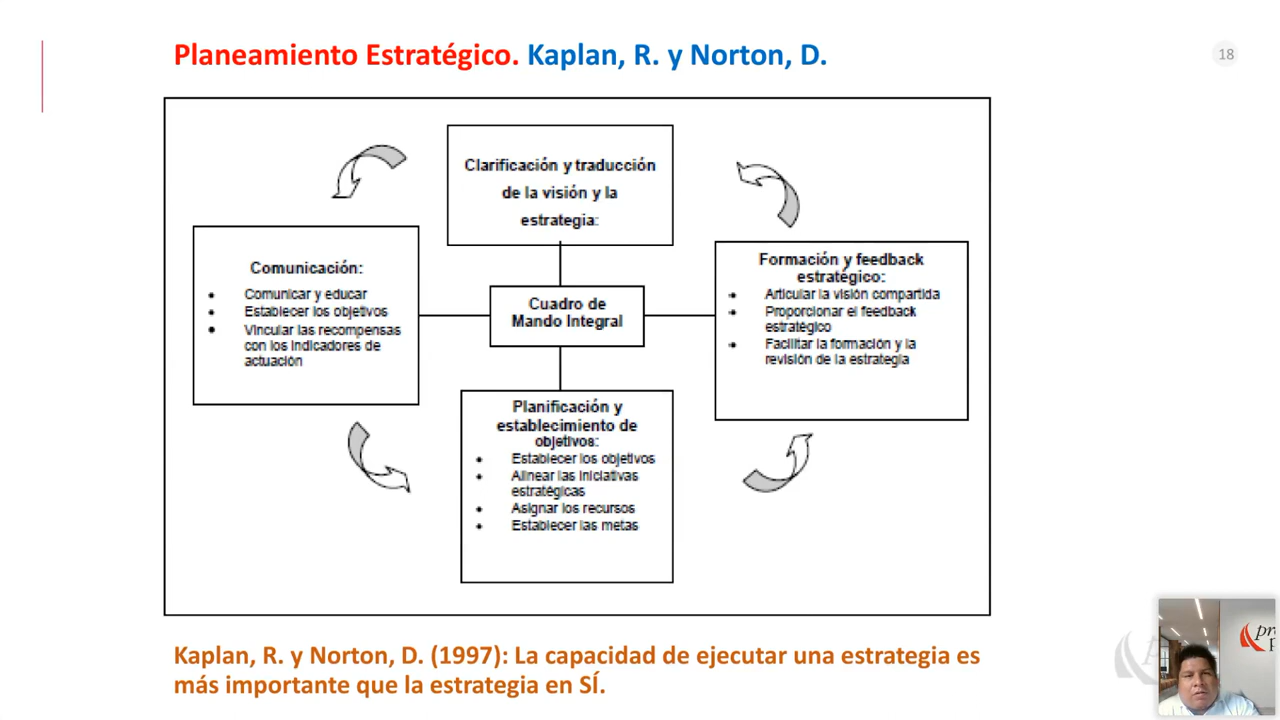 Planeamiento Estratégico. Kaplan, R. y Norton, D.
18
Clarificación y traducción
de la visión y la
estrategia:
Comunicación:
• Comunicar y educar
• Establecer los objetivos
• Vincular las recompensas
con los indicadores de
actuación
Cuadro de
Mando Integral
Formación y feedback
estratégico:
• Articular la visión compartida
• Proporcionar el feedback
estratégico
• Facilitar la formación y la
revisión de la estrategia
Planificación y
establecimiento de
objetivos:
• Establecer los objetivos
• Alinear las iniciativas
estratégicas
• Asignar los recursos
• Establecer las metas
Kaplan, R. y Norton, D. (1997): La capacidad de ejecutar una estrategia es
más importante que la estrategia en SÍ.